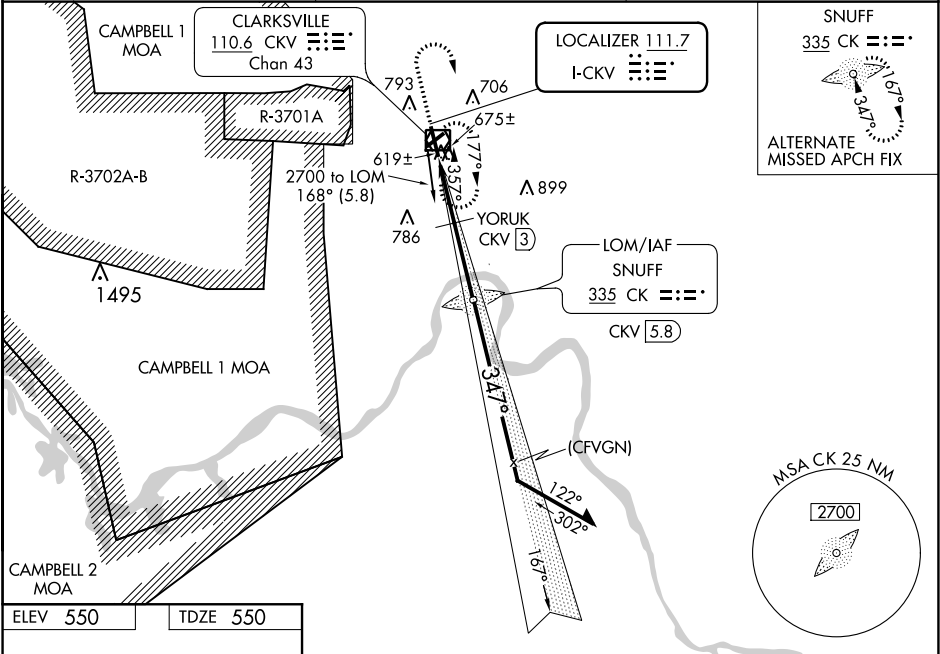 CLARKSVILLE
110.6 CKV
Chan 43
CAMPBELL 1
MOA
LOCALIZER 111.7
I-CKV
SNUFF
335 CK
167°
347°
ALTERNATE
MISSED APCH FIX
793
706
675±
R-3701A
R-3702A-B
619±
177°
357°
2700 to LOM
168° (5.8)
899
786
YORUK
CKV 3
1495
LOM/IAF
SNUFF
335 CK
CKV 5.8
CAMPBELL 1 MOA
347°
(CFVGN)
122°
302°
167°
MSA CK 25 NM
2700
CAMPBELL 2
MOA
ELEV 550
TDZE 550